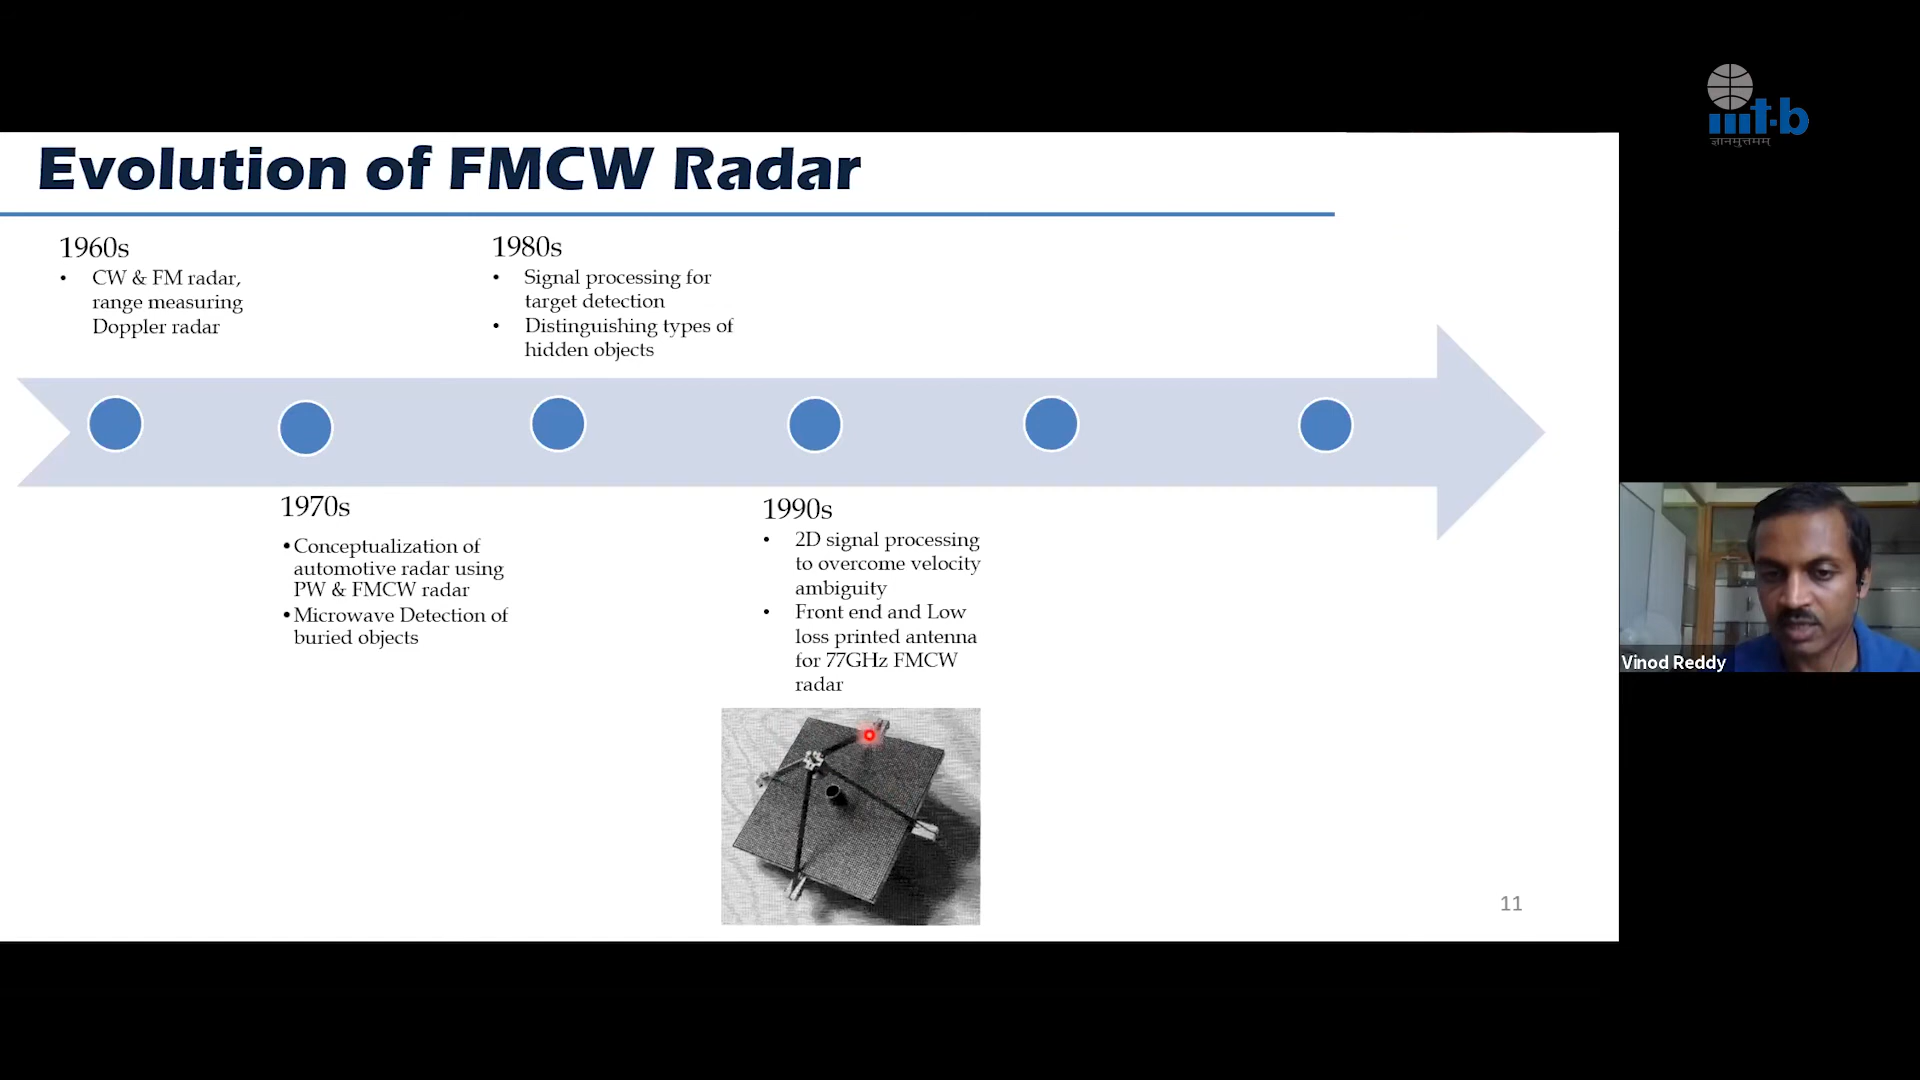 iiit-b
ज्ञानमुत्तमम्
Evolution of FMCW Radar
1960s
• CW & FM radar,
range measuring
Doppler radar
1980s
• Signal processing for
target detection
• Distinguishing types of
hidden objects
1970s
•Conceptualization of
automotive radar using
PW & FMCW radar
•Microwave Detection of
buried objects
1990s
• 2D signal processing
to overcome velocity
ambiguity
• Front end and Low
loss printed antenna
for 77GHz FMCW
radar
11
Vinod Reddy